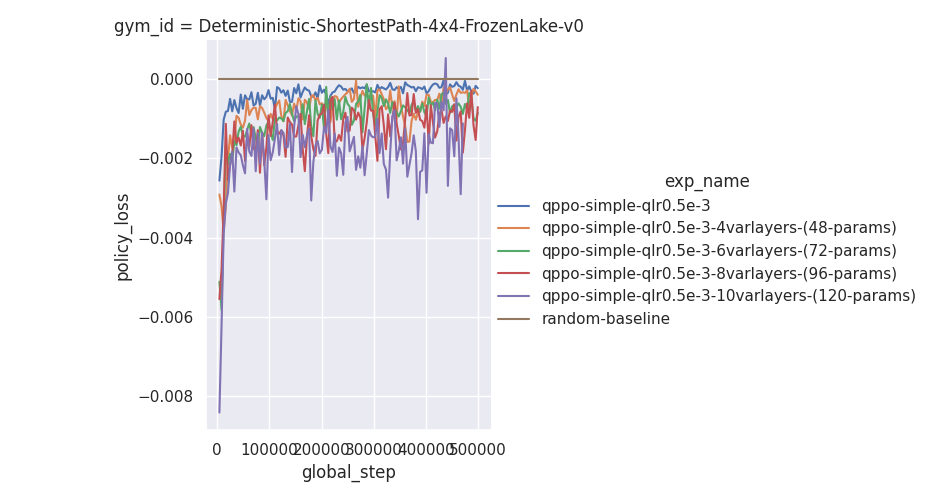 gym_id = Deterministic-ShortestPath-4x4-FrozenLake-v0
0.000
−0.002
−0.004
−0.006
−0.008
policy_loss
0 100000 200000 300000 400000 500000
global_step
exp_name
qppo-simple-qlr0.5e-3
qppo-simple-qlr0.5e-3-4varlayers-(48-params)
qppo-simple-qlr0.5e-3-6varlayers-(72-params)
qppo-simple-qlr0.5e-3-8varlayers-(96-params)
qppo-simple-qlr0.5e-3-10varlayers-(120-params)
random-baseline